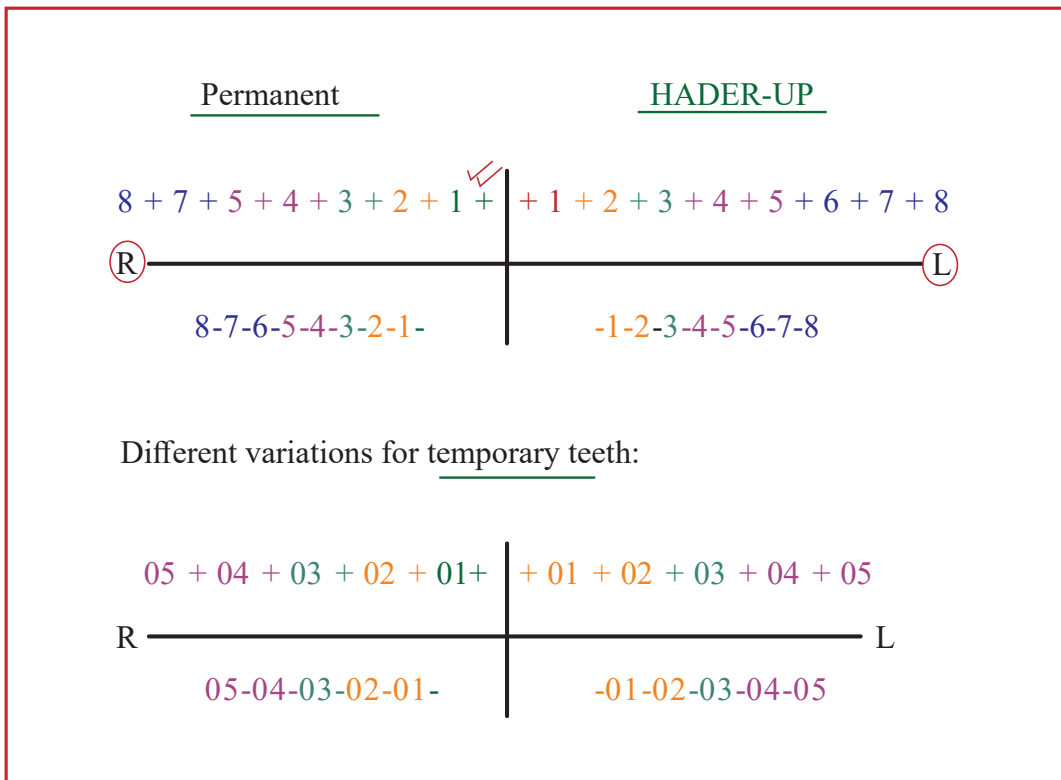 Permanent HADER-UP
8 + 7 + 5 + 4 + 3 + 2 + 1 + + 1 + 2 + 3 + 4 + 5 + 6 + 7 + 8
R L
8-7-6-5-4-3-2-1- -1-2-3-4-5-6-7-8
Different variations for temporary teeth:
05 + 04 + 03 + 02 + 01+ + 01 + 02 + 03 + 04 + 05
R L
05-04-03-02-01- -01-02-03-04-05